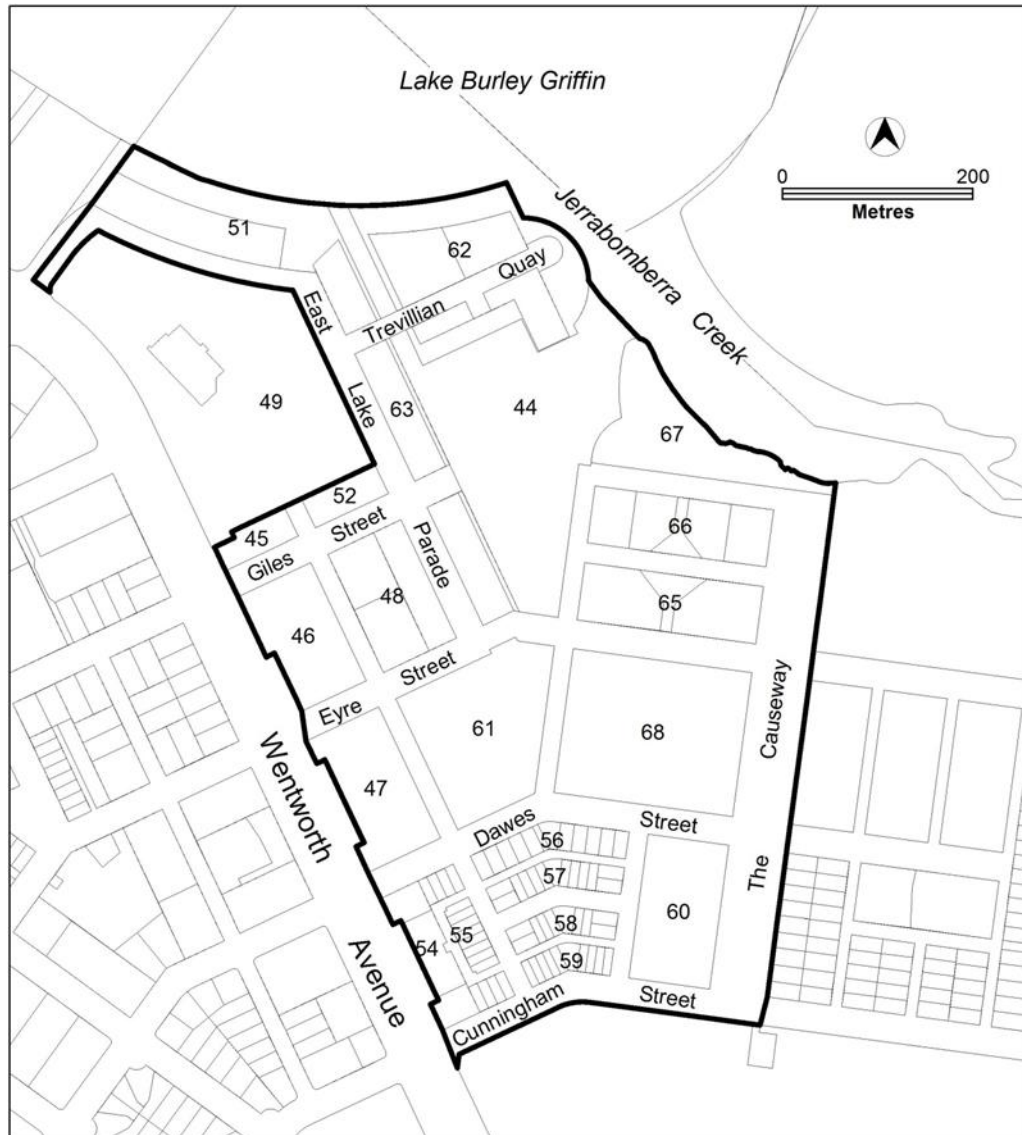 Lake Burley Griffin
0 200
Metres
Jerrabomberra Creek
51
62
Quay
Trevillian
East Lake Parade
49
63
44
67
52
45
Giles Street
66
48
65
46
Eyre Street
61
68
The Causeway
47
Wentworth Avenue
Dawes Street
56
57
60
58
55
54
59
Cunningham Street